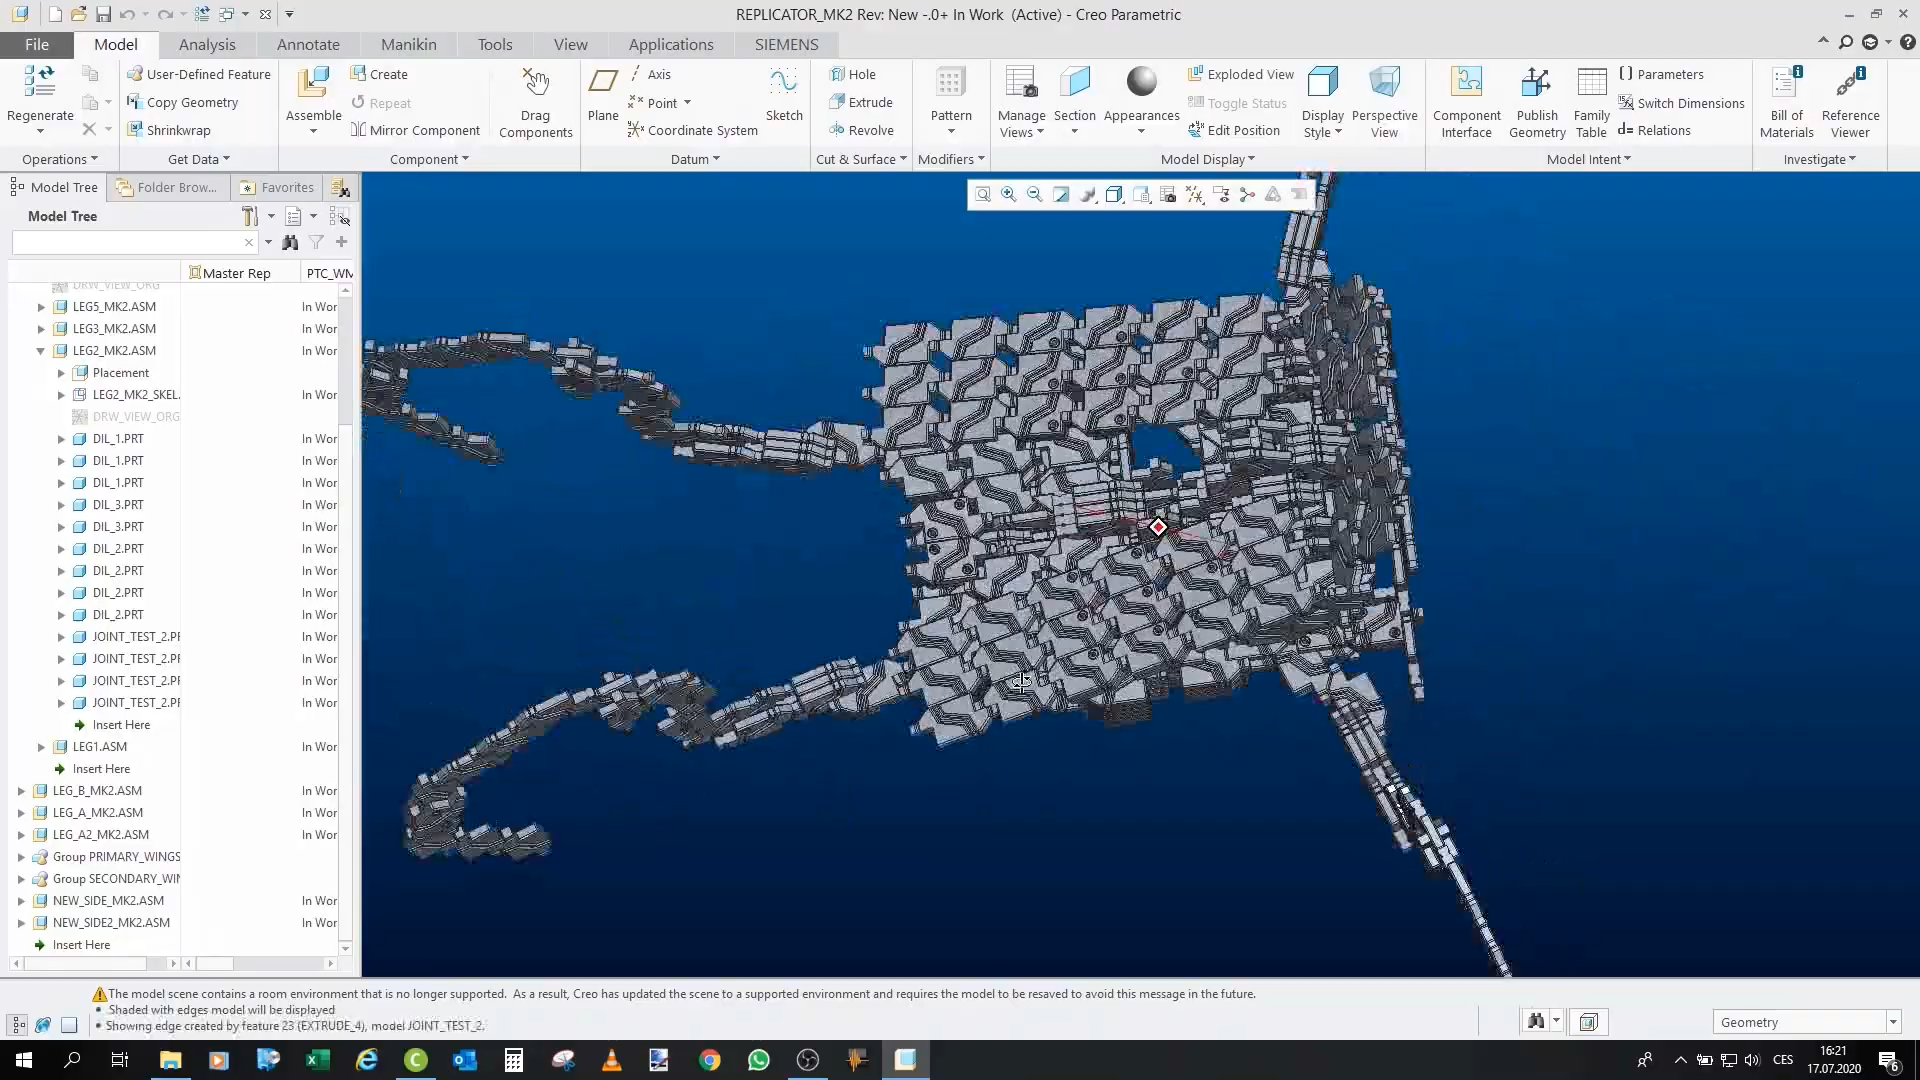 REPLICATOR_MK2 Rev: New -.0+ In Work (Active) - Creo Parametric
File Model Analysis Annotate Manikin Tools View Applications SIEMENS
Regenerate
User-Defined Feature
Copy Geometry
Shrinkwrap
Assemble
Create
Repeat
Mirror Component
Drag Components
Plane
Axis
Point
Coordinate System
Sketch
Hole
Extrude
Revolve
Pattern
Manage Views
Section
Appearances
Exploded View
Toggle Status
Edit Position
Display Style
Perspective View
Component Interface
Publish Geometry
Family Table
Parameters
Switch Dimensions
Relations
Bill of Materials
Reference Viewer
Operations Get Data Component Datum Cut & Surface Modifiers Model Display Model Intent Investigate
Model Tree Folder Brow... Favorites
Model Tree
Master Rep PTC_WM
DRW_VIEW_ORG
LEG5_MK2.ASM In Wor
LEG3_MK2.ASM In Wor
LEG2_MK2.ASM In Wor
Placement
LEG2_MK2_SKEL. In Wor
DRW_VIEW_ORG
DIL_1.PRT In Wor
DIL_1.PRT In Wor
DIL_1.PRT In Wor
DIL_3.PRT In Wor
DIL_3.PRT In Wor
DIL_2.PRT In Wor
DIL_2.PRT In Wor
DIL_2.PRT In Wor
DIL_2.PRT In Wor
JOINT_TEST_2.PF In Wor
JOINT_TEST_2.PF In Wor
JOINT_TEST_2.PF In Wor
JOINT_TEST_2.PF In Wor
Insert Here
LEG1.ASM In Wor
Insert Here
LEG_B_MK2.ASM In Wor
LEG_A_MK2.ASM In Wor
LEG_A2_MK2.ASM In Wor
Group PRIMARY_WINGS
Group SECONDARY_WIN
NEW_SIDE_MK2.ASM In Wor
NEW_SIDE2_MK2.ASM In Wor
Insert Here
The model scene contains a room environment that is no longer supported. As a result, Creo has updated the scene to a supported environment and requires the model to be resaved to avoid this message in the future.
• Shaded with edges model will be displayed
• Showing edge created by feature 23 (EXTRUDE_4), model JOINT_TEST_2.
Geometry
CES
16:21
17.07.2020
6